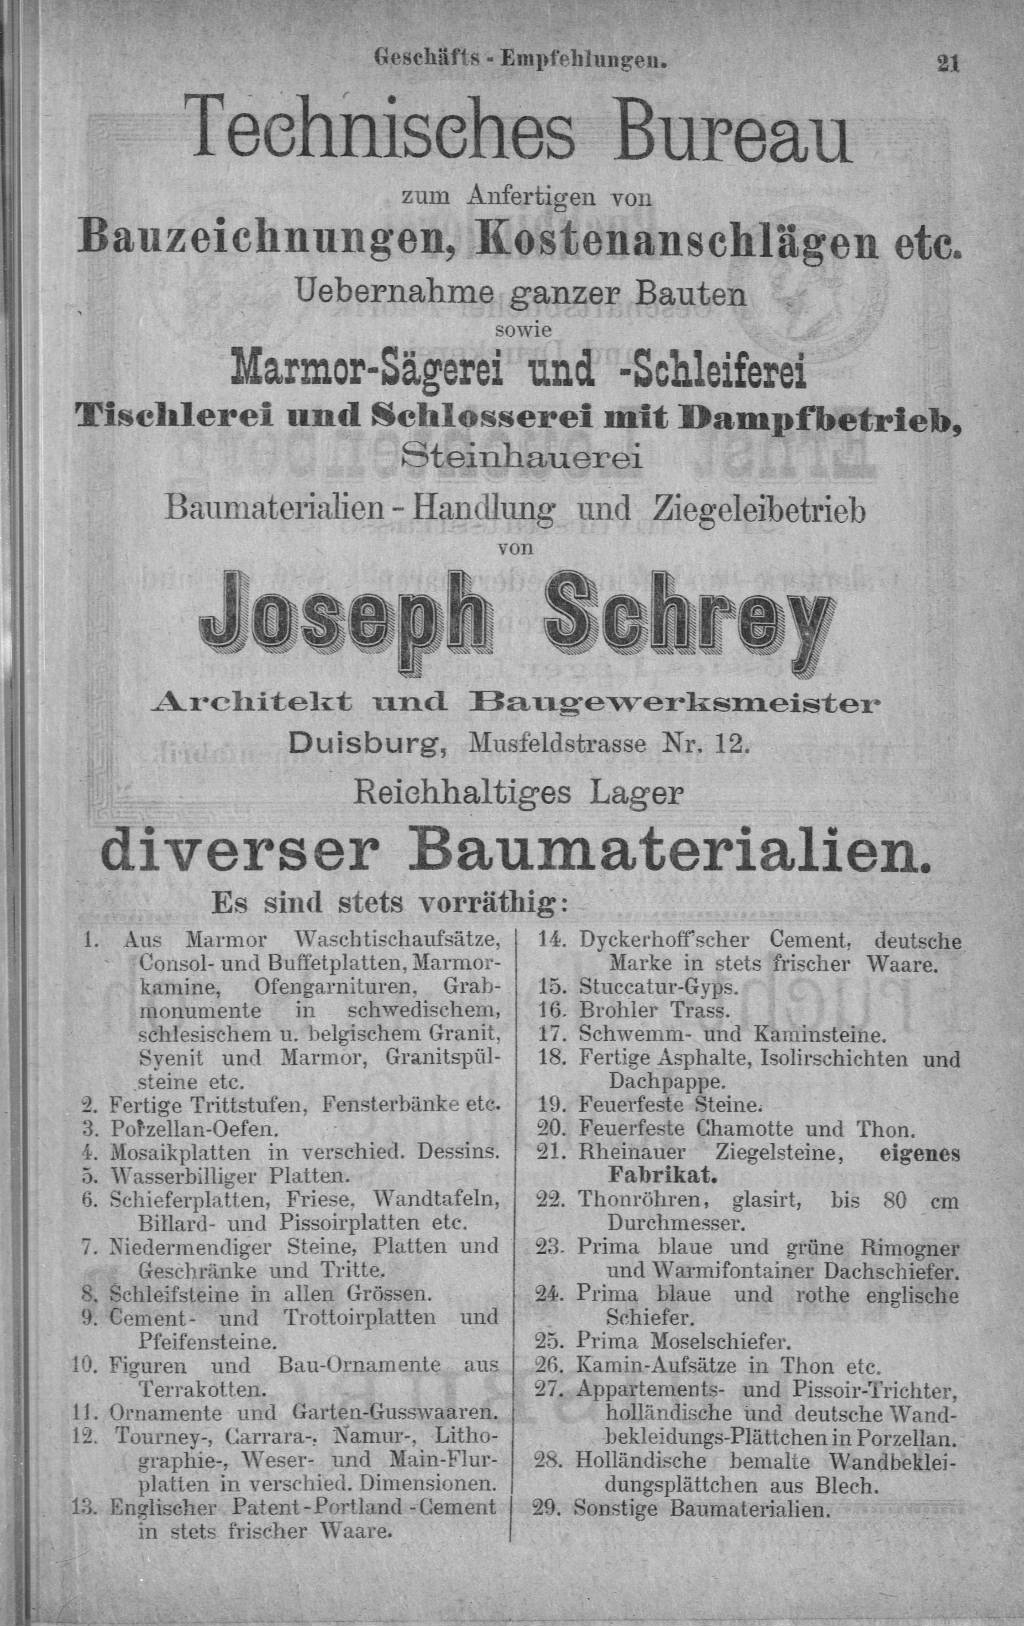 Geschäfts - Empfehlungen.
21
Technisches Bureau
zum Anfertigen von
Bauzeichnungen, Kostenanschlägen etc.
Uebernahme ganzer Bauten
sowie
Marmor-Sägerei und -Schleiferei
Tischlerei und Schlosserei mit Dampfbetrieb,
Steinhauerei
Baumaterialien - Handlung und Ziegeleibetrieb
von
Joseph Schrey
Architekt und Baugewerksmeister
Duisburg, Musfeldstrasse Nr. 12.
Reichhaltiges Lager
diverser Baumaterialien.
Es sind stets vorräthig:
1. Aus Marmor Waschtischaufsätze,
Consol- und Buffetplatten, Marmor-
kamine, Ofengarnituren, Grab-
monumente in schwedischem,
schlesischem u. belgischem Granit,
Syenit und Marmor, Granitspül-
steine etc.
2. Fertige Trittstufen, Fensterbänke etc.
3. Porzellan-Oefen.
4. Mosaikplatten in verschied. Dessins.
5. Wasserbilliger Platten.
6. Schieferplatten, Friese, Wandtafeln,
Billard- und Pissoirplatten etc.
7. Niedermendiger Steine, Platten und
Geschränke und Tritte.
8. Schleifsteine in allen Grössen.
9. Cement- und Trottoirplatten und
Pfeifensteine.
10. Figuren und Bau-Ornamente aus
Terrakotten.
11. Ornamente und Garten-Gusswaaren.
12. Tourney-, Carrara-, Namur-, Litho-
graphie-, Weser- und Main-Flur-
platten in verschied. Dimensionen.
13. Englischer Patent-Portland-Cement
in stets frischer Waare.
14. Dyckerhoff'scher Cement, deutsche
Marke in stets frischer Waare.
15. Stuccatur-Gyps.
16. Brohler Trass.
17. Schwemm- und Kaminsteine.
18. Fertige Asphalte, Isolirschichten und
Dachpappe.
19. Feuerfeste Steine.
20. Feuerfeste Chamotte und Thon.
21. Rheinauer Ziegelsteine, eigenes
Fabrikat.
22. Thonröhren, glasirt, bis 80 cm
Durchmesser.
23. Prima blaue und grüne Rimogner
und Warmifontainer Dachschiefer.
24. Prima blaue und rothe englische
Schiefer.
25. Prima Moselschiefer.
26. Kamin-Aufsätze in Thon etc.
27. Appartements- und Pissoir-Trichter,
holländische und deutsche Wand-
bekleidungs-Plättchen in Porzellan.
28. Holländische bemalte Wandbeklei-
dungsplättchen aus Blech.
29. Sonstige Baumaterialien.